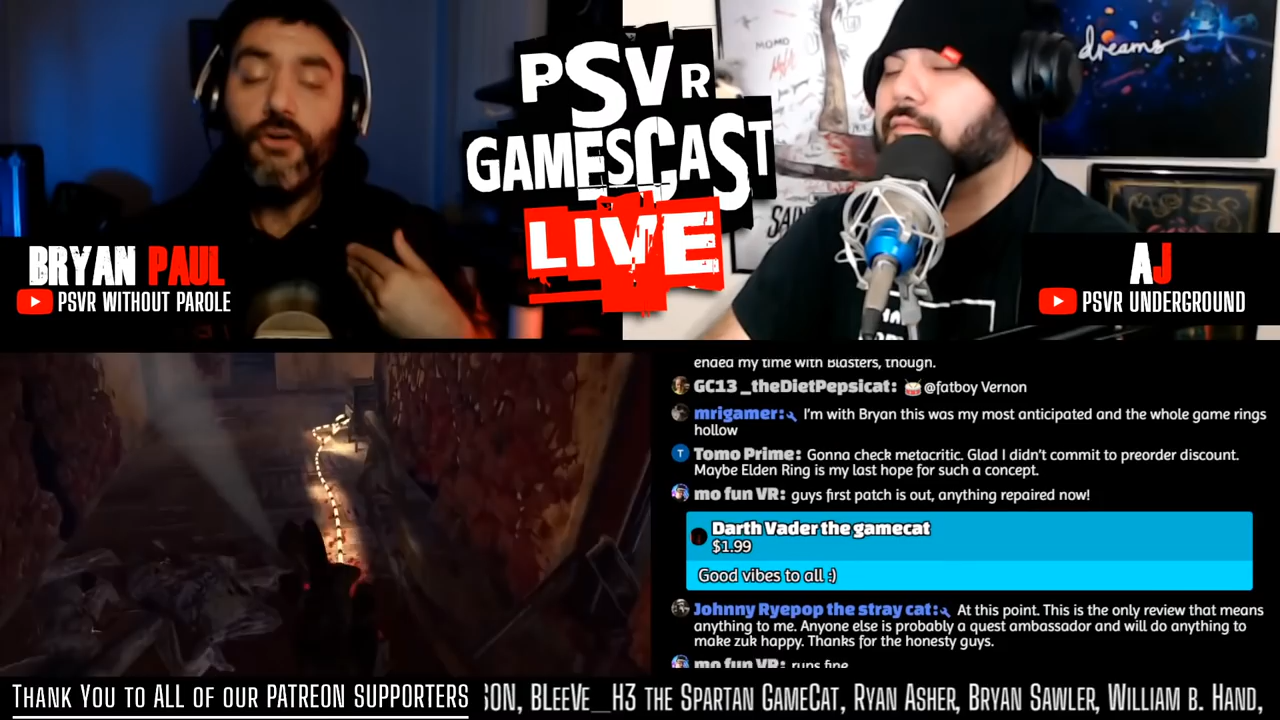 PSVR
GAMESCAST
LIVE
MOMO
dreams
BRYAN PAUL
PSVR WITHOUT PAROLE
AJ
PSVR UNDERGROUND
ended my time with Blasters, though.
GC13 _theDietPepsicat: @fatboy Vernon
mrigamer: I'm with Bryan this was my most anticipated and the whole game rings
hollow
T Tomo Prime: Gonna check metacritic. Glad I didn't commit to preorder discount.
Maybe Elden Ring is my last hope for such a concept.
mo fun VR: guys first patch is out, anything repaired now!
Darth Vader the gamecat
$1.99
Good vibes to all :)
Johnny Ryepop the stray cat: At this point. This is the only review that means
anything to me. Anyone else is probably a quest ambassador and will do anything to
make zuk happy. Thanks for the honesty guys.
mo fun VR: runs fine
THANK YOU TO ALL OF OUR PATREON SUPPORTERS SON, BLEEVE__H3 THE SPARTAN GAMECAT, RYAN ASHER, BRYAN SAWLER, WILLIAM B. HAND,